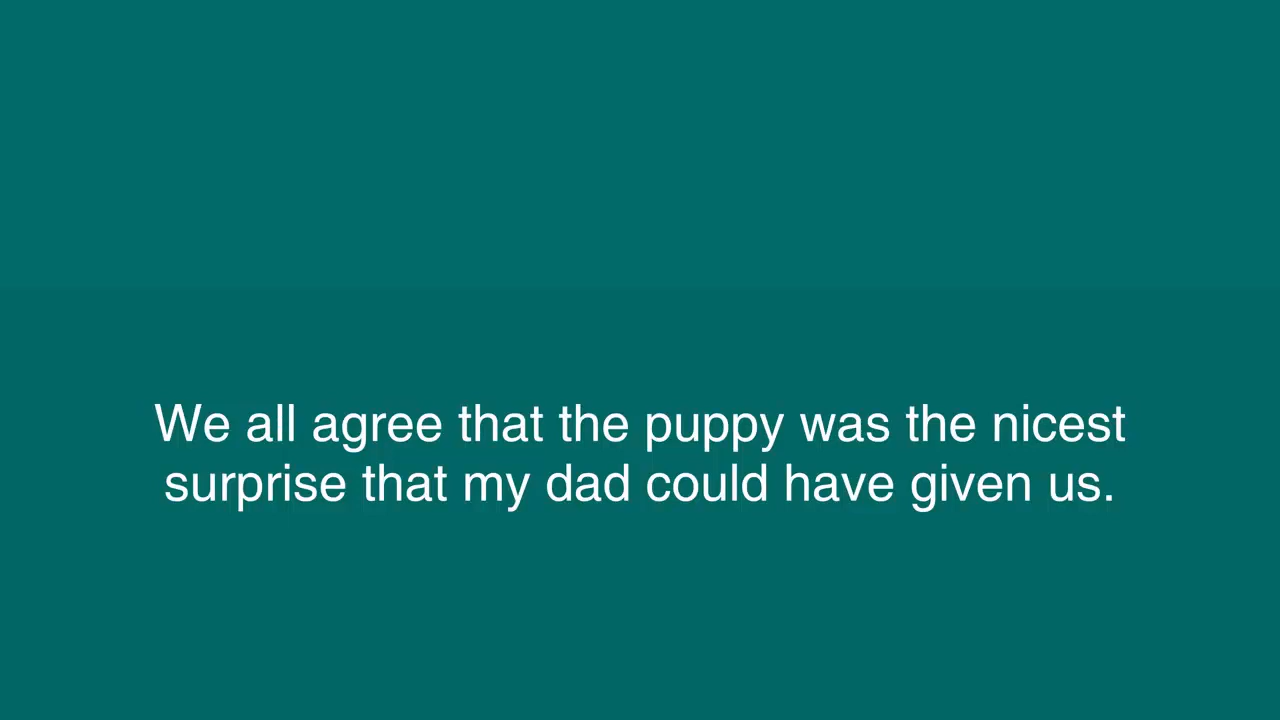 We all agree that the puppy was the nicest
surprise that my dad could have given us.